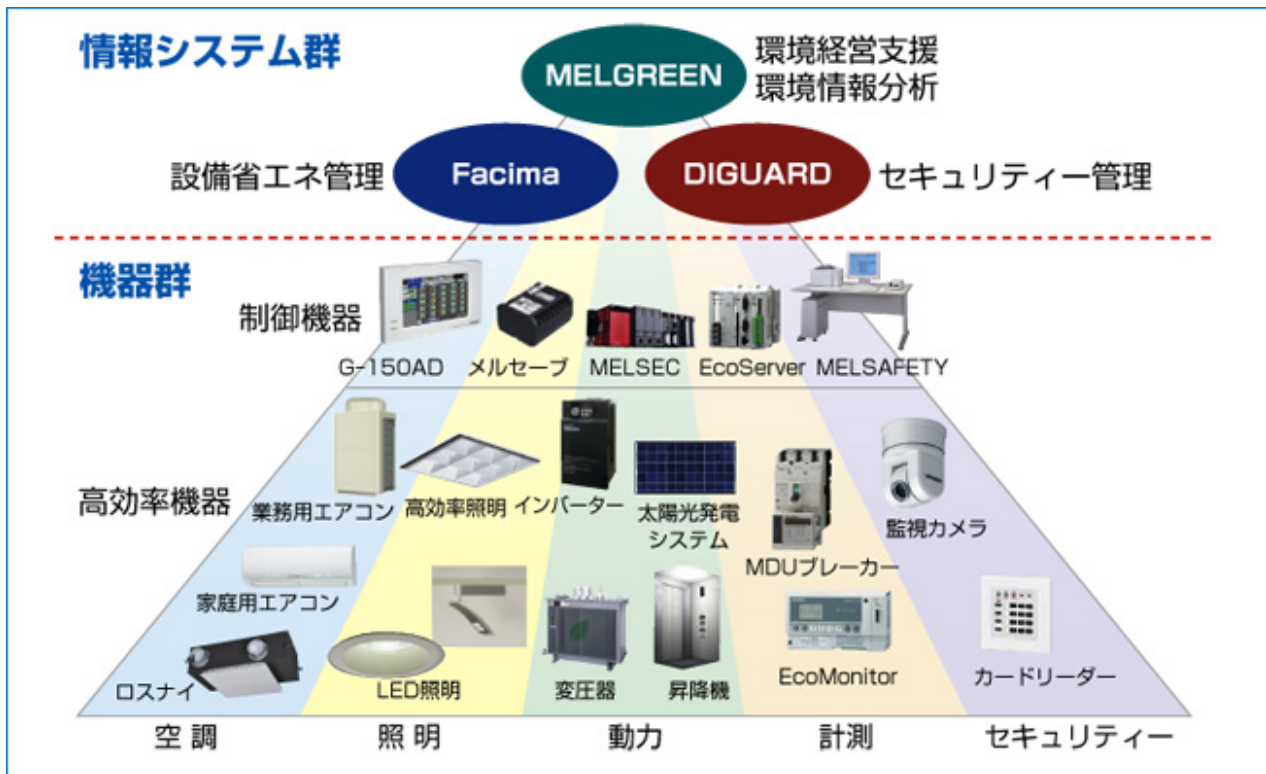 情報システム群
MELGREEN
環境経営支援
環境情報分析
設備省エネ管理
Facima
DIGUARD
セキュリティー管理
機器群
制御機器
G-150AD
メルセーブ
MELSEC
EcoServer
MELSAFETY
高効率機器
業務用エアコン
高効率照明
インバーター
太陽光発電
システム
MDUブレーカー
監視カメラ
家庭用エアコン
ロスナイ
LED照明
変圧器
昇降機
EcoMonitor
カードリーダー
空 調
照 明
動力
計測
セキュリティー